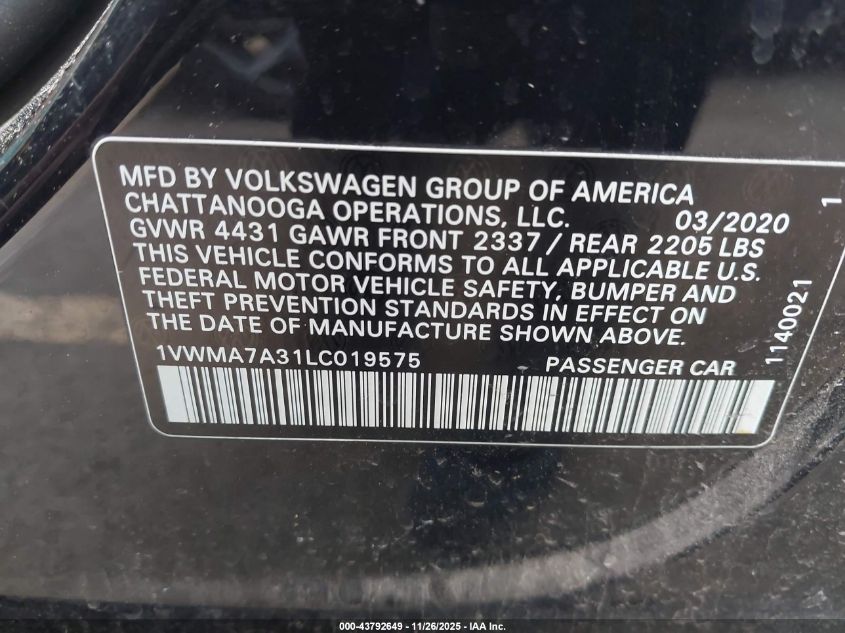 MFD BY VOLKSWAGEN GROUP OF AMERICA
CHATTANOOGA OPERATIONS, LLC. 03/2020 1
GVWR 4431 GAWR FRONT 2337 / REAR 2205 LBS
THIS VEHICLE CONFORMS TO ALL APPLICABLE U.S.
FEDERAL MOTOR VEHICLE SAFETY, BUMPER AND
THEFT PREVENTION STANDARDS IN EFFECT ON
THE DATE OF MANUFACTURE SHOWN ABOVE.
1140021
1VWMA7A31LC019575 PASSENGER CAR
000-43792649 - 11/26/2025 - IAA Inc.